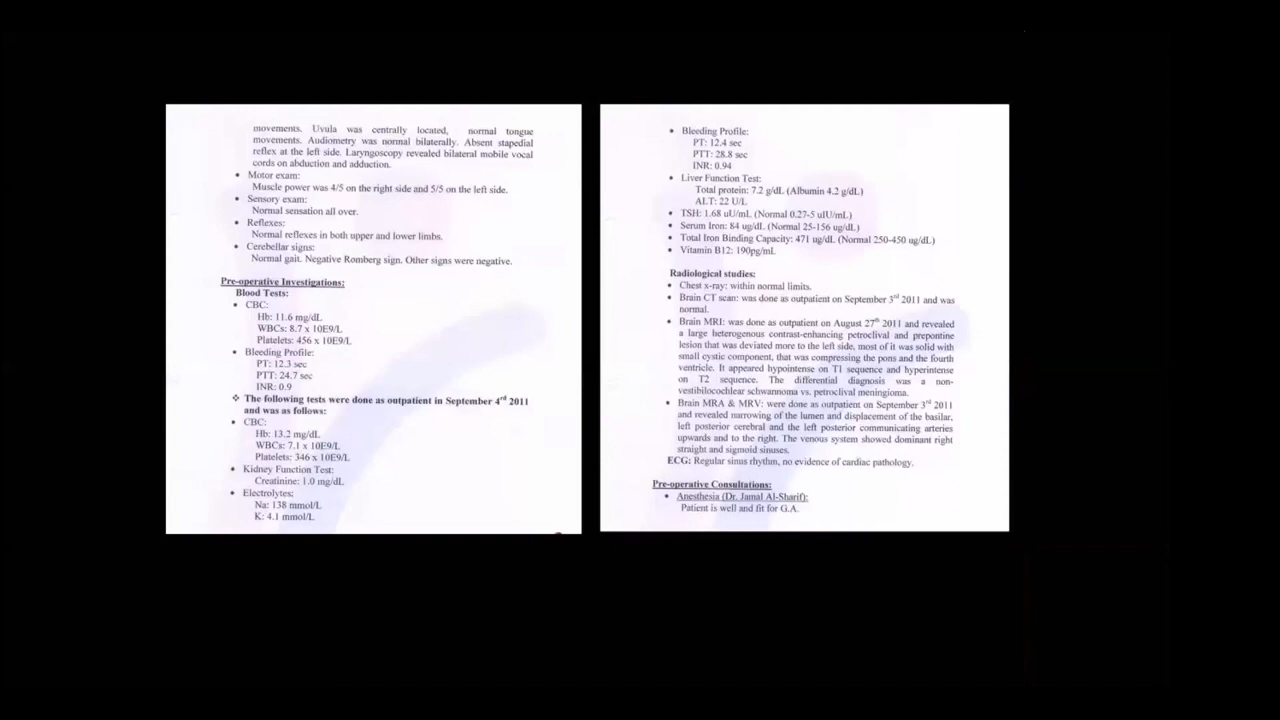 movements. Uvula was centrally located, normal tongue
movements. Audiometry was normal bilaterally. Absent stapedial
reflex at the left side. Laryngoscopy revealed bilateral mobile vocal
cords on abduction and adduction.
• Motor exam:
Muscle power was 4/5 on the right side and 5/5 on the left side.
• Sensory exam:
Normal sensation all over.
• Reflexes:
Normal reflexes in both upper and lower limbs.
• Cerebellar signs:
Normal gait. Negative Romberg sign. Other signs were negative.
Pre-operative Investigations:
Blood Tests:
• CBC:
Hb: 11.6 mg/dL
WBCs: 8.7 x 10E9/L
Platelets: 456 x 10E9/L
• Bleeding Profile:
PT: 12.3 sec
PTT: 24.7 sec
INR: 0.9
❖ The following tests were done as outpatient in September 4rd 2011
and was as follows:
• CBC:
Hb: 13.2 mg/dL
WBCs: 7.1 x 10E9/L
Platelets: 346 x 10E9/L
• Kidney Function Test:
Creatinine: 1.0 mg/dL
• Electrolytes:
Na: 138 mmol/L
K: 4.1 mmol/L
• Bleeding Profile:
PT: 12.4 sec
PTT: 28.8 sec
INR: 0.94
• Liver Function Test:
Total protein: 7.2 g/dL (Albumin 4.2 g/dL)
ALT: 22 U/L
• TSH: 1.68 uU/mL (Normal 0.27-5 uIU/mL)
• Serum Iron: 84 ug/dL (Normal 25-156 ug/dL)
• Total Iron Binding Capacity: 471 ug/dL (Normal 250-450 ug/dL)
• Vitamin B12: 190pg/mL
Radiological studies:
• Chest x-ray: within normal limits.
• Brain CT scan: was done as outpatient on September 3rd 2011 and was
normal.
• Brain MRI: was done as outpatient on August 27th 2011 and revealed
a large heterogenous contrast-enhancing petroclival and prepontine
lesion that was deviated more to the left side, most of it was solid with
small cystic component, that was compressing the pons and the fourth
ventricle. It appeared hypointense on T1 sequence and hyperintense
on T2 sequence. The differential diagnosis was a non-
vestibilocochlear schwannoma vs. petroclival meningioma.
• Brain MRA & MRV: were done as outpatient on September 3rd 2011
and revealed narrowing of the lumen and displacement of the basilar,
left posterior cerebral and the left posterior communicating arteries
upwards and to the right. The venous system showed dominant right
straight and sigmoid sinuses.
ECG: Regular sinus rhythm, no evidence of cardiac pathology.
Pre-operative Consultations:
• Anesthesia (Dr. Jamal Al-Sharif):
Patient is well and fit for G.A.